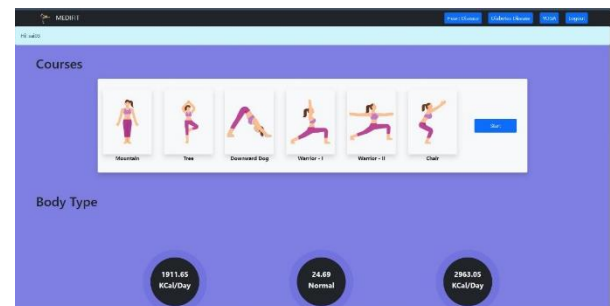 MEDIFIT
Heart Disease Diabetes Disease YOGA Logout
Hi
Courses
Mountain Tree Downward Dog Warrior - I Warrior - II Chair
Start
Body Type
1911.65 24.69 2963.05
KCal/Day Normal KCal/Day